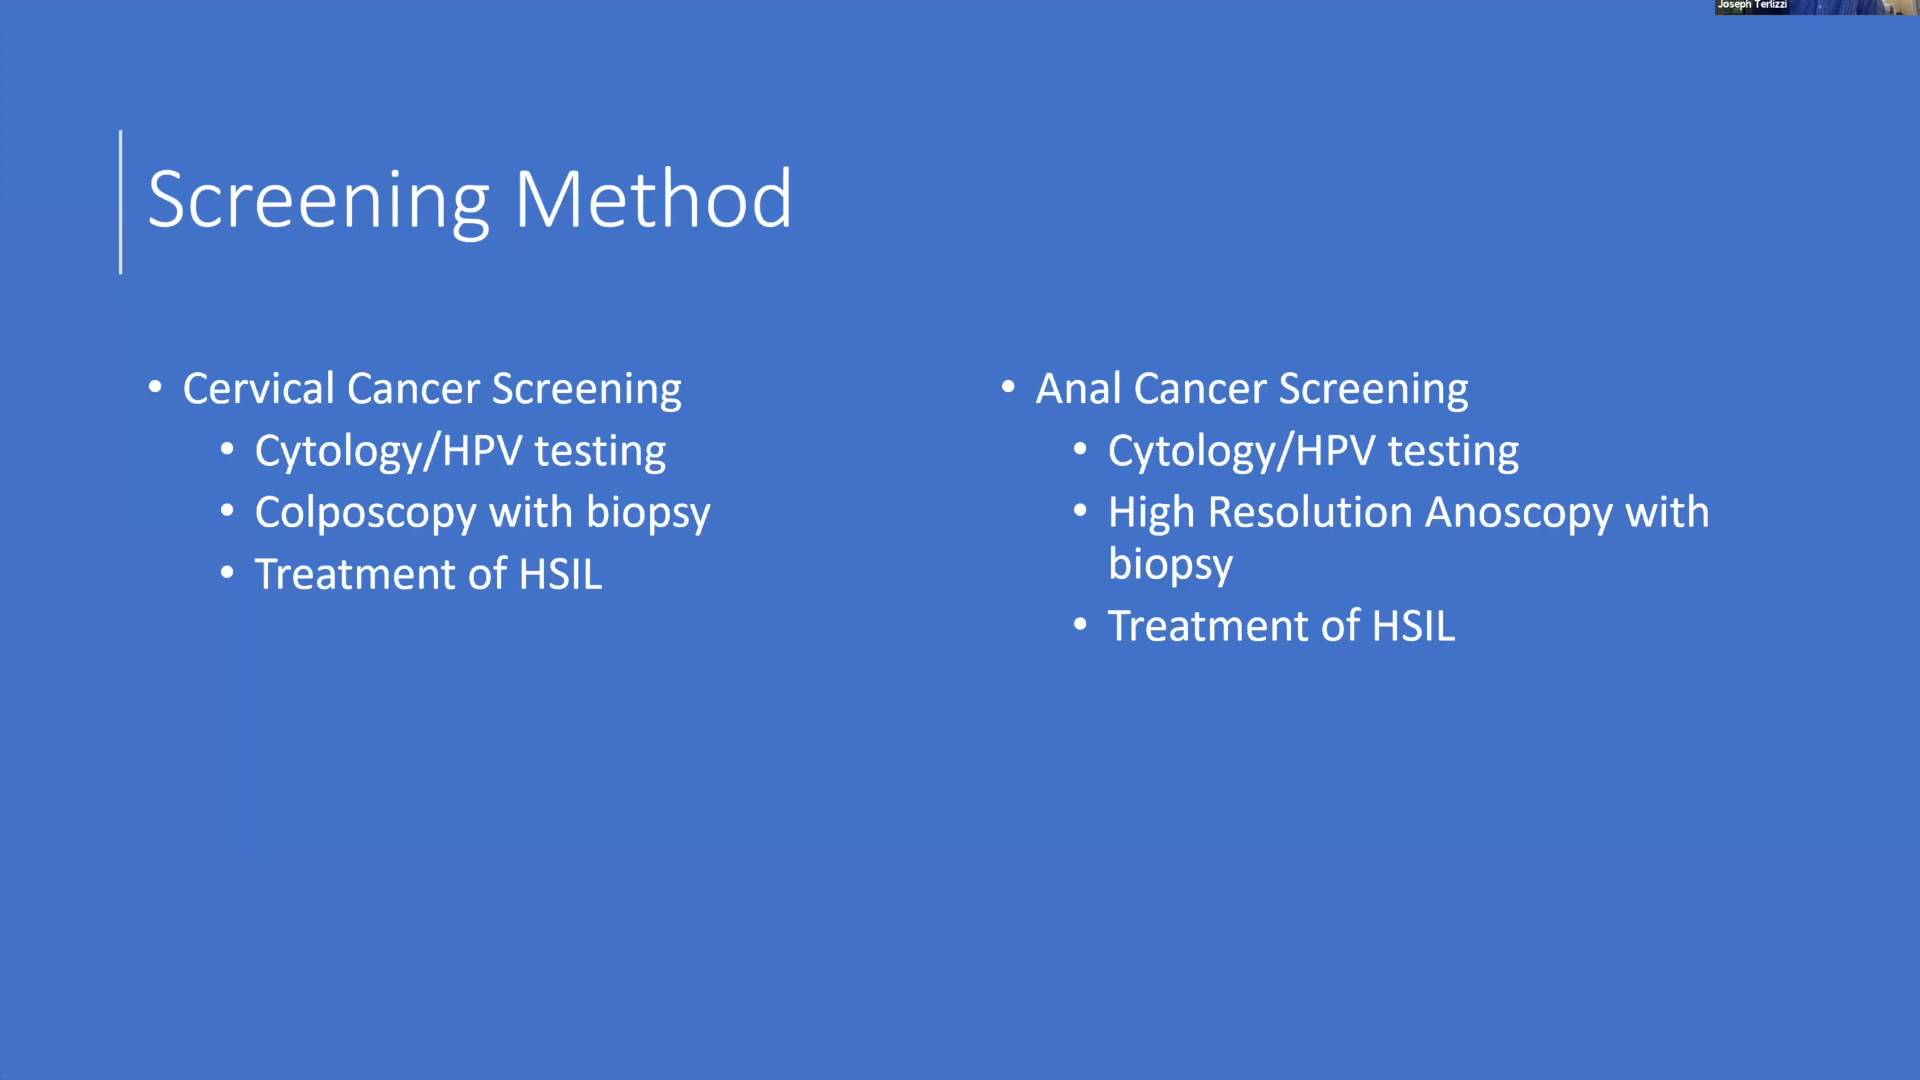 Joseph Terlizzi
Screening Method
• Cervical Cancer Screening
• Cytology/HPV testing
• Colposcopy with biopsy
• Treatment of HSIL
• Anal Cancer Screening
• Cytology/HPV testing
• High Resolution Anoscopy with
biopsy
• Treatment of HSIL